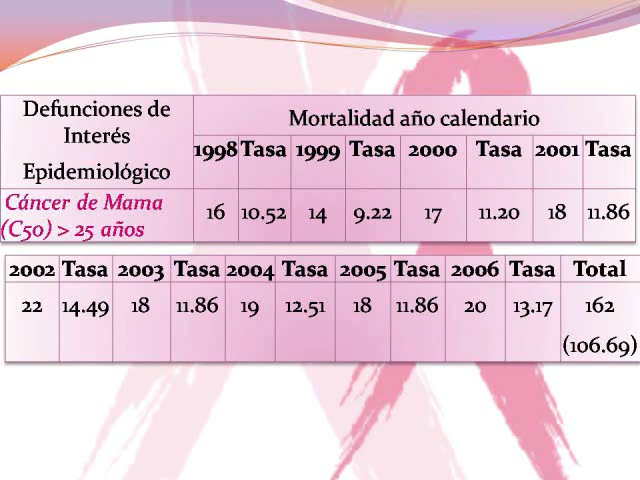 Defunciones de
Interés
Epidemiológico
Mortalidad año calendario
1998 Tasa 1999 Tasa 2000 Tasa 2001 Tasa
Cáncer de Mama
(C50) > 25 años
16 10.52 14 9.22 17 11.20 18 11.86
2002 Tasa 2003 Tasa 2004 Tasa 2005 Tasa 2006 Tasa Total
22 14.49 18 11.86 19 12.51 18 11.86 20 13.17 162
(106.69)